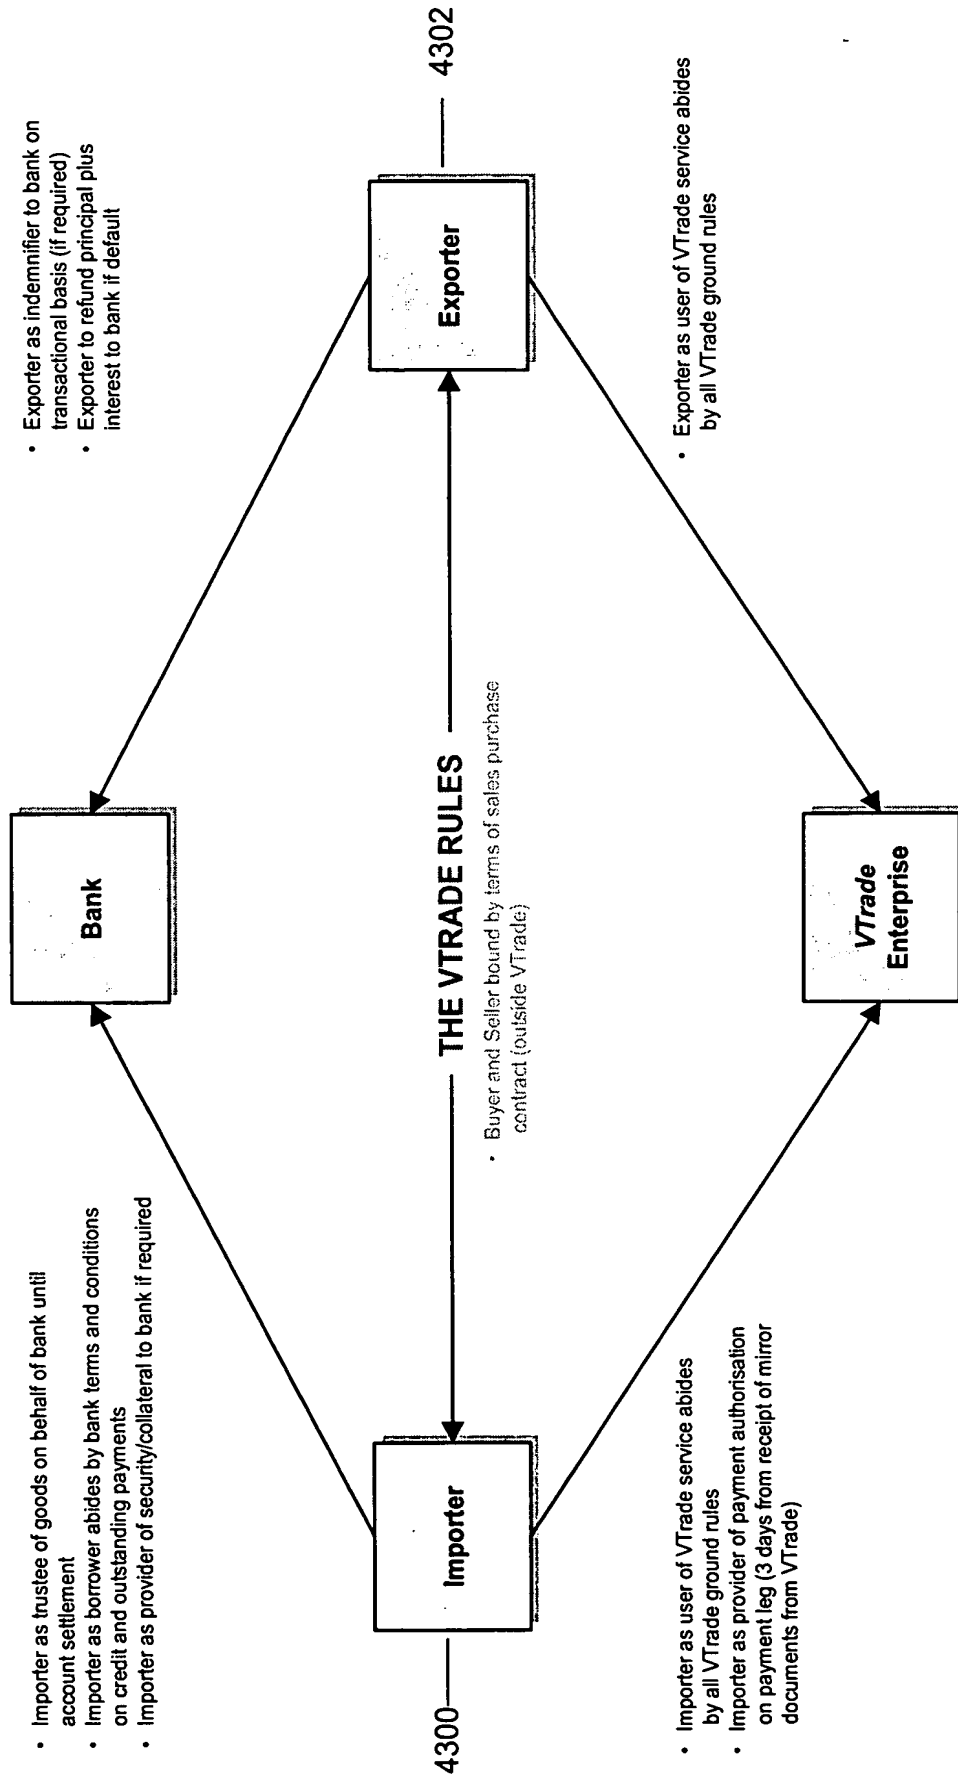 • Importer as trustee of goods on behalf of bank until
account settlement
• Importer as borrower abides by bank terms and conditions
on credit and outstanding payments
• Importer as provider of security/collateral to bank if required
Bank
• Exporter as indemnifier to bank on
transactional basis (if required)
• Exporter to refund principal plus
interest to bank if default
4300
Importer
THE VTRADE RULES
• Buyer and Seller bound by terms of sales purchase
contract (outside VTrade)
Exporter
4302
• Importer as user of VTrade service abides
by all VTrade ground rules
• Importer as provider of payment authorisation
on payment leg (3 days from receipt of mirror
documents from VTrade)
VTrade
Enterprise
• Exporter as user of VTrade service abides
by all VTrade ground rules